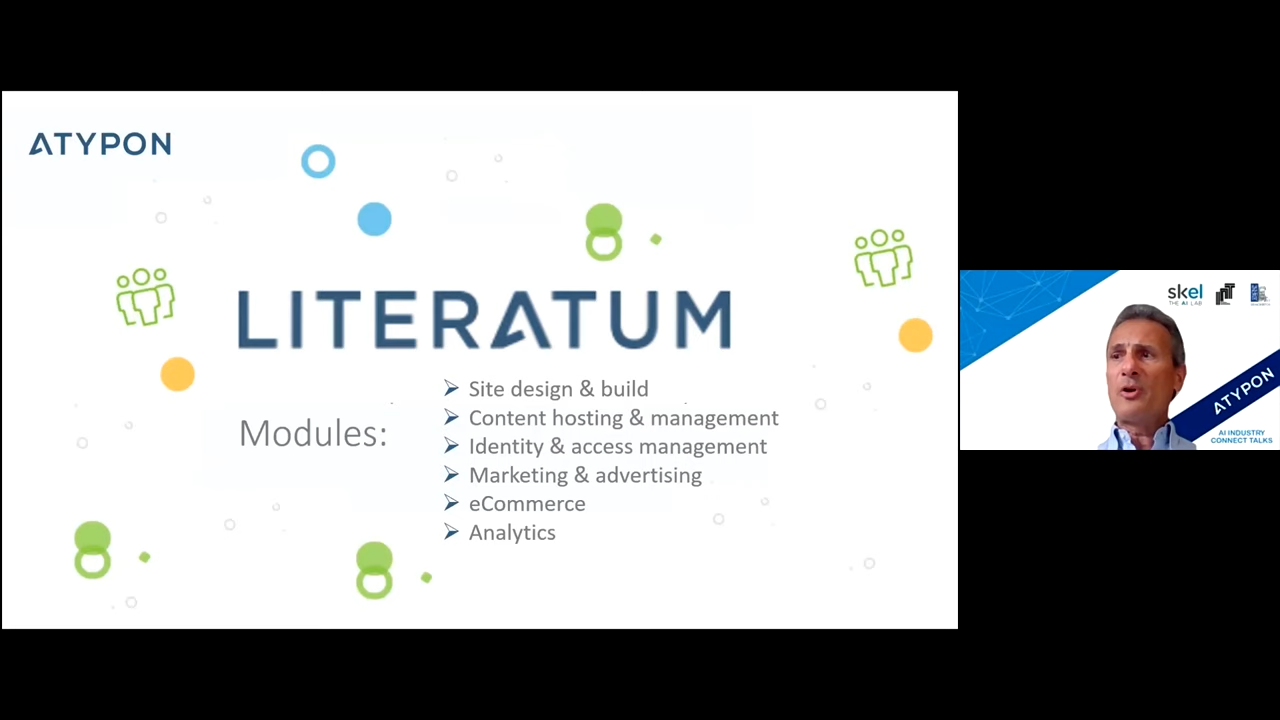 ATYPON
LITERATUM
Modules:
Site design & build
Content hosting & management
Identity & access management
Marketing & advertising
eCommerce
Analytics
skel
THE AI LAB
ATYPON
AI INDUSTRY
CONNECT TALKS